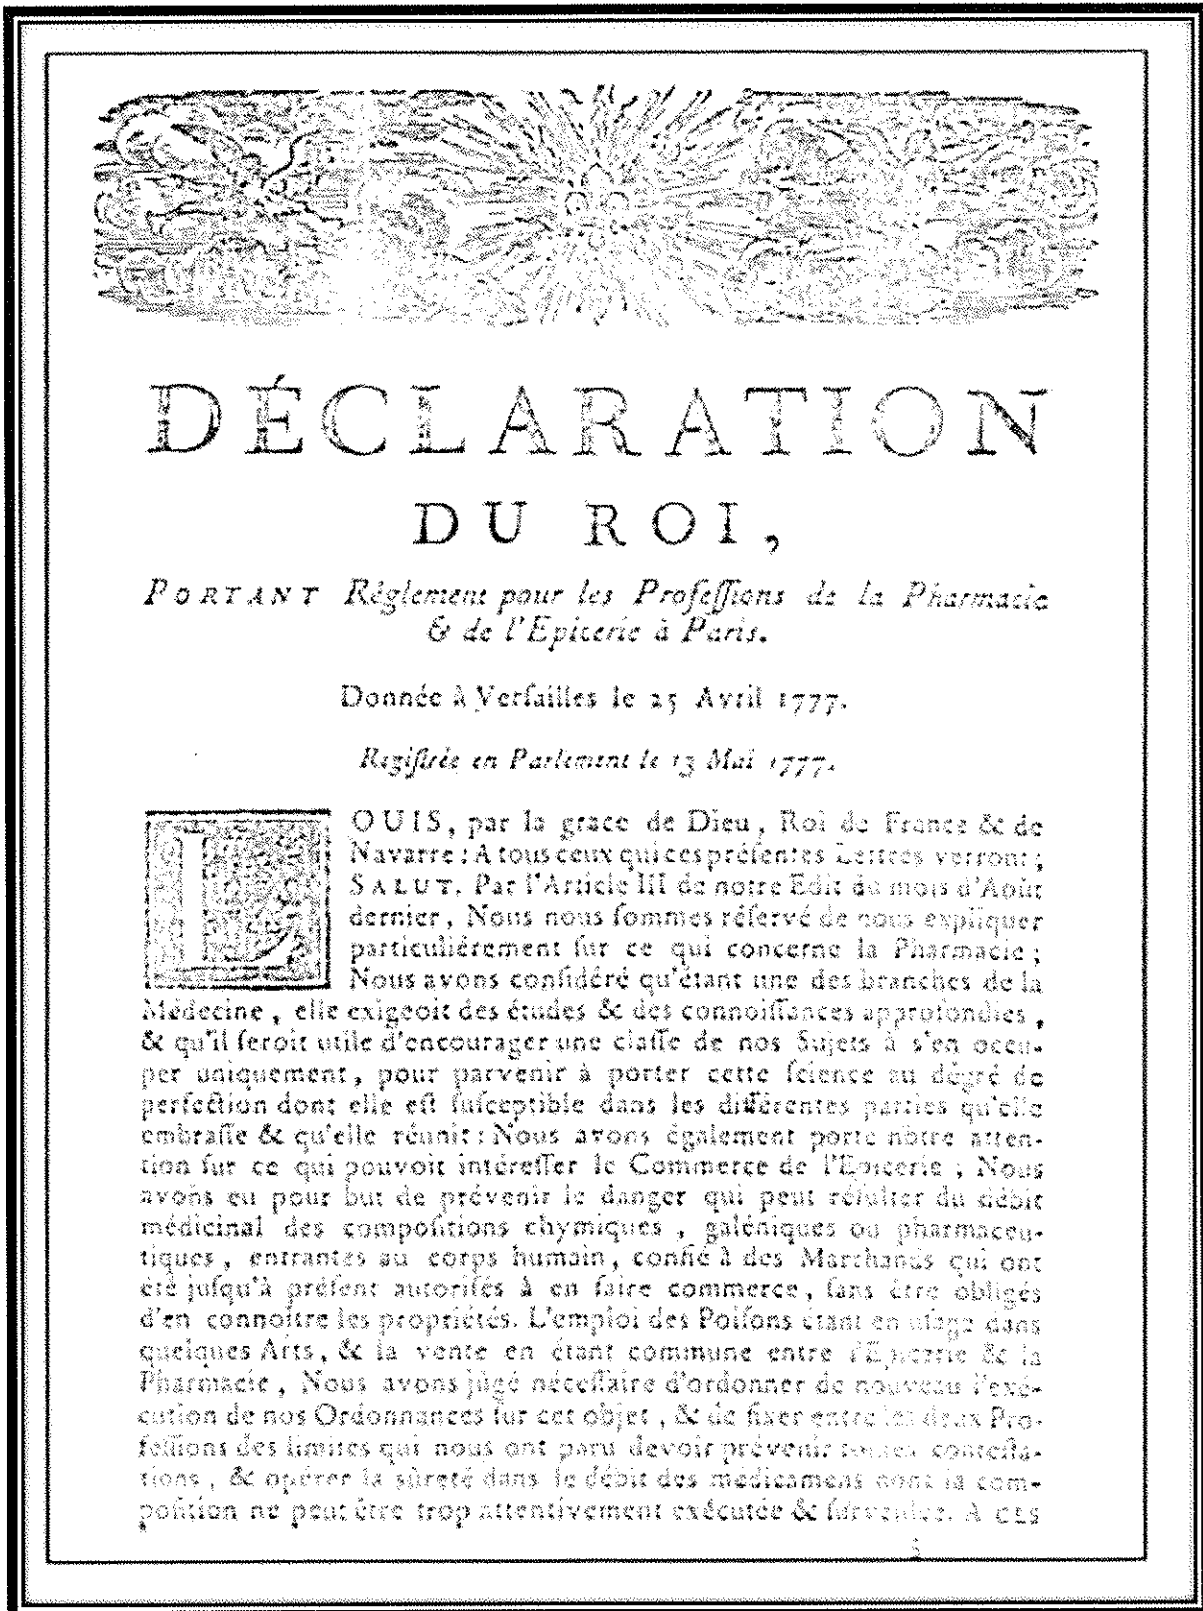 DÉCLARATION
DU ROI,
PORTANT Réglement pour les Profeſſions de la Pharmacie
& de l'Epicerie à Paris.
Donnée à Verſailles le 25 Avril 1777.
Regiſtrée en Parlement le 13 Mai 1777.
LOUIS, par la grace de Dieu, Roi de France & de
Navarre : A tous ceux qui ces préſentes Lettres verront ;
SALUT. Par l'Article III de notre Edit du mois d'Août
dernier, Nous nous ſommes réſervé de nous expliquer
particuliérement ſur ce qui concerne la Pharmacie ;
Nous avons conſidéré qu'étant une des branches de la
Médecine, elle exigeoit des études & des connoiſſances approfondies,
& qu'il ſeroit utile d'encourager une claſſe de nos Sujets à s'en occu-
per uniquement, pour parvenir à porter cette ſcience au dégré de
perfection dont elle eſt ſuſceptible dans les différentes parties qu'elle
embraſſe & qu'elle réunit : Nous avons également porté nôtre atten-
tion ſur ce qui pouvoit intéreſſer le Commerce de l'Epicerie ; Nous
avons eu pour but de prévenir le danger qui peut réſulter du débit
médicinal des compoſitions chymiques, galéniques ou pharmaceu-
tiques, entrantes au corps humain, confié à des Marchands qui ont
été juſqu'à préſent autoriſés à en faire commerce, ſans être obligés
d'en connoître les propriétés. L'emploi des Poiſons étant en uſage dans
quelques Arts, & la vente en étant commune entre l'Epicerie & la
Pharmacie, Nous avons jugé néceſſaire d'ordonner de nouveau l'exé-
cution de nos Ordonnances ſur cet objet, & de fixer entre les deux Pro-
feſſions des limites qui nous ont paru devoir prévenir toutes conteſta-
tions, & opérer la sûreté dans le débit des médicamens dont la com-
poſition ne peut être trop attentivement exécutée & A CES